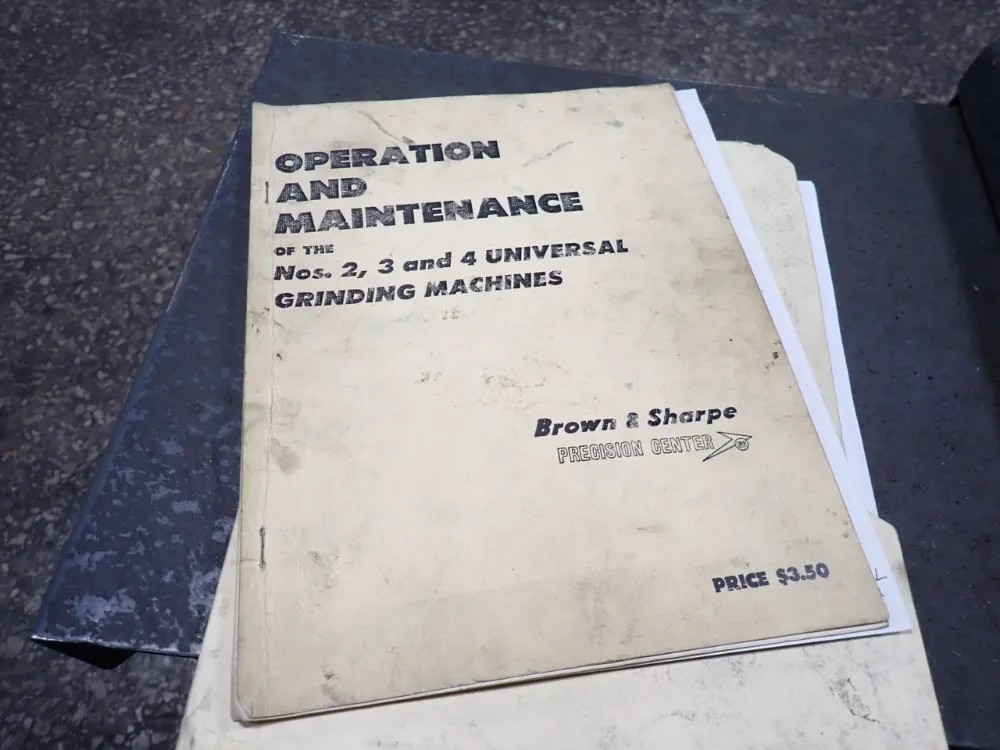 OPERATION
AND
MAINTENANCE
OF THE
Nos. 2, 3 and 4 UNIVERSAL
GRINDING MACHINES
Brown & Sharpe
PRECISION CENTER
PRICE $3.50